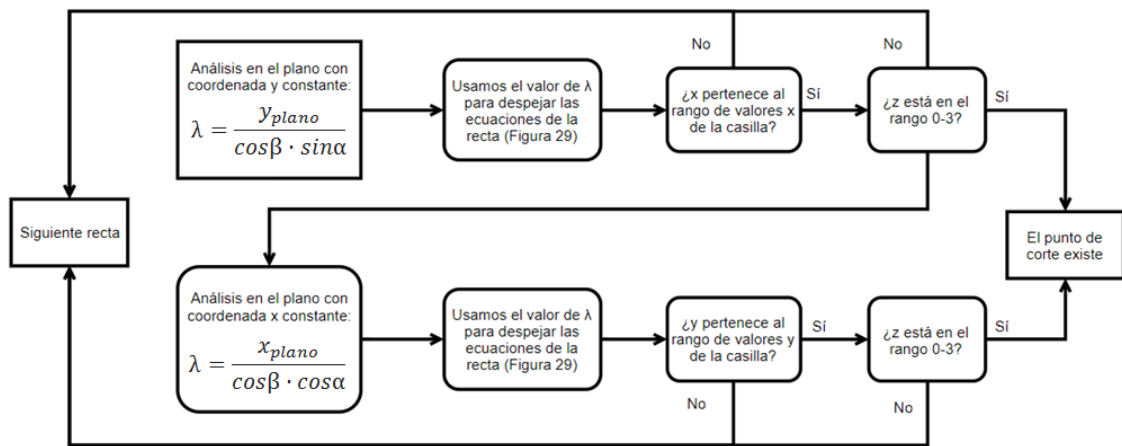 No
No
Análisis en el plano con
coordenada y constante:
λ = y_plano / cosβ · sinα
Usamos el valor de λ
para despejar las
ecuaciones de la
recta (Figura 29)
¿x pertenece al
rango de valores x
de la casilla?
Sí
¿z está en el
rango 0-3?
Sí
Siguiente recta
El punto de
corte existe
Análisis en el plano con
coordenada x constante:
λ = x_plano / cosβ · cosα
Usamos el valor de λ
para despejar las
ecuaciones de la
recta (Figura 29)
¿y pertenece al
rango de valores y
de la casilla?
Sí
¿z está en el
rango 0-3?
Sí
No
No